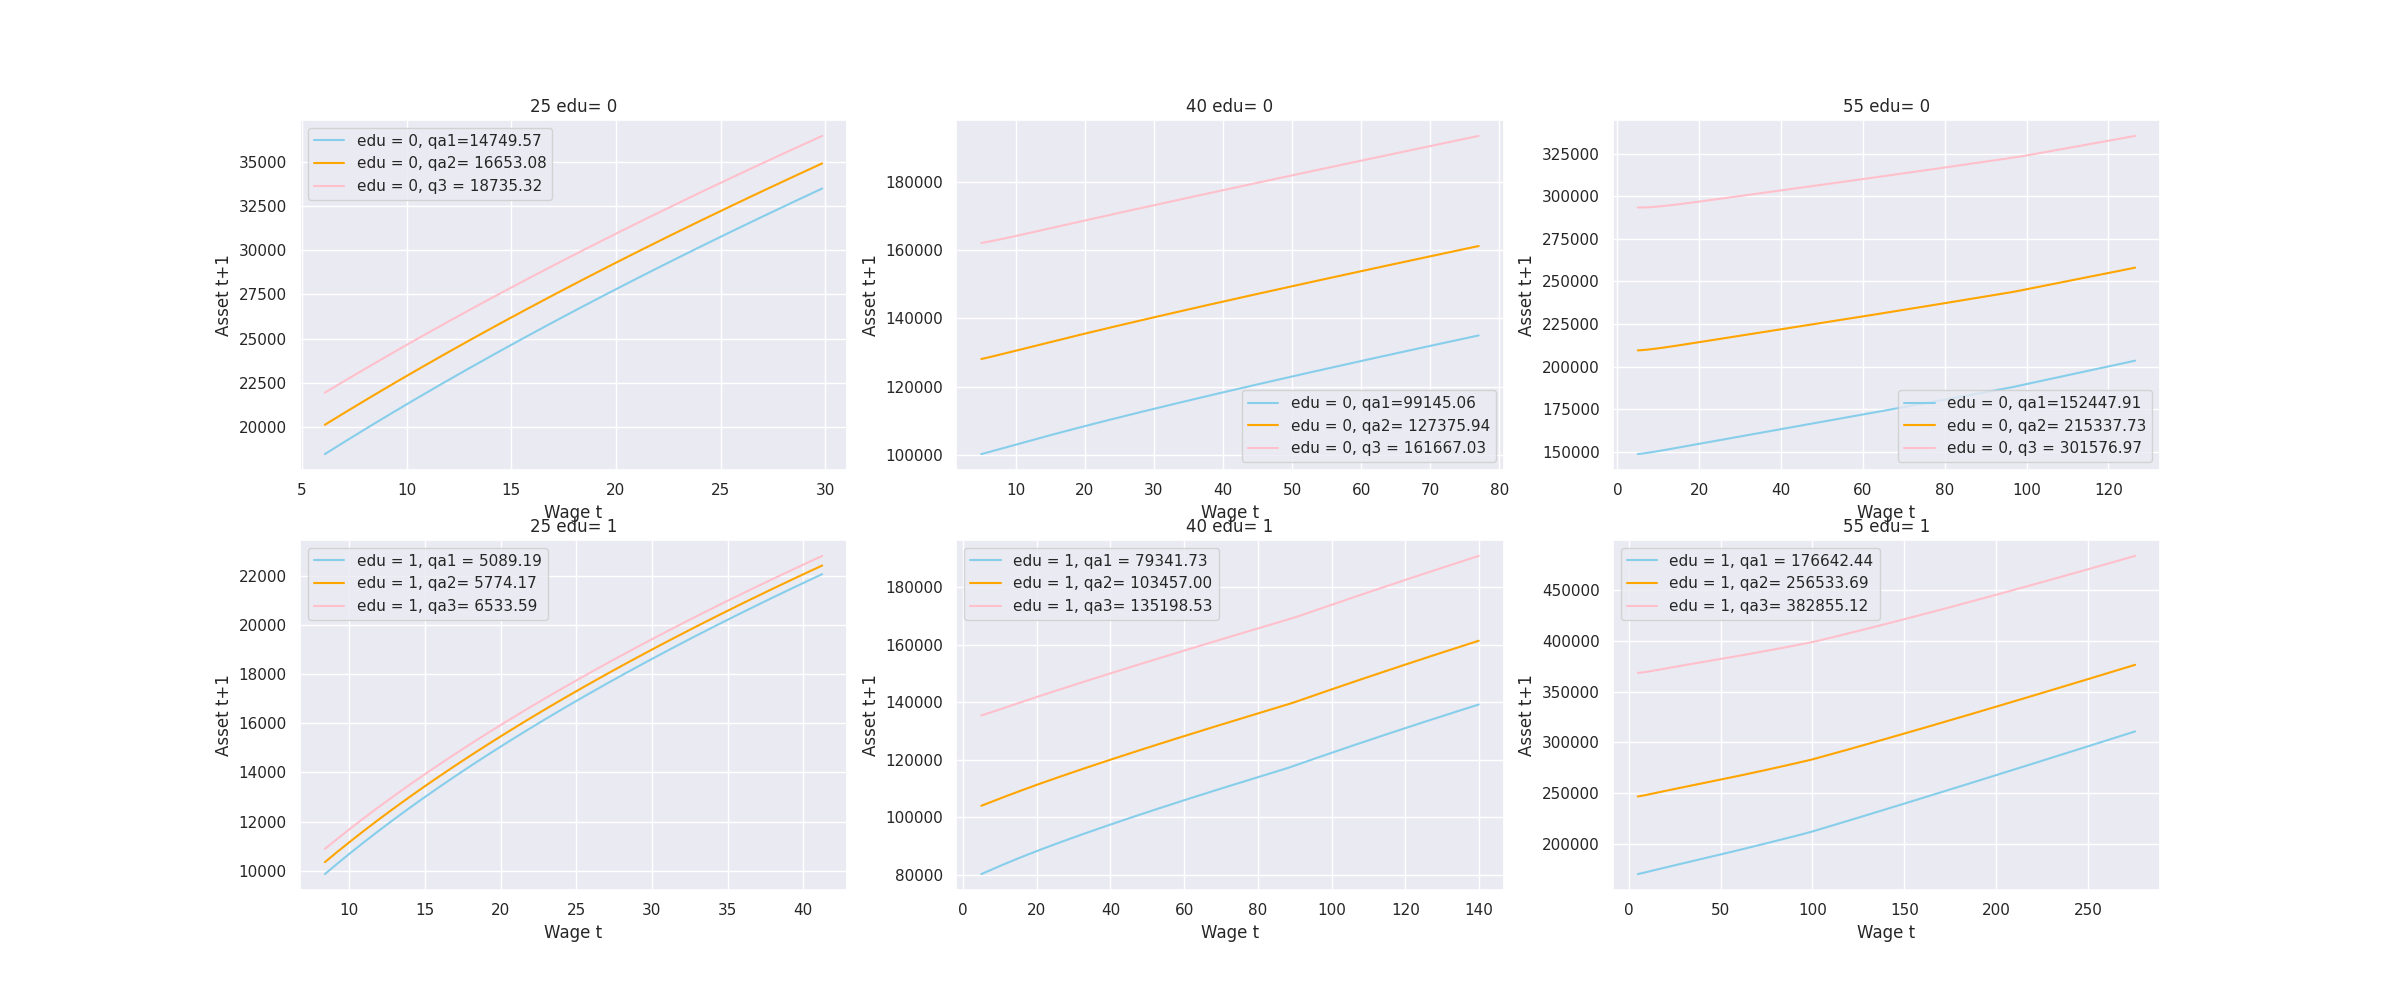 25 edu= 0
edu = 0, qa1=14749.57
edu = 0, qa2= 16653.08
edu = 0, q3 = 18735.32
35000
32500
30000
27500
25000
22500
20000
Asset t+1
5 10 15 20 25 30
Wage t
40 edu= 0
180000
160000
140000
120000
100000
Asset t+1
edu = 0, qa1=99145.06
edu = 0, qa2= 127375.94
edu = 0, q3 = 161667.03
10 20 30 40 50 60 70 80
Wage t
55 edu= 0
325000
300000
275000
250000
225000
200000
175000
150000
Asset t+1
edu = 0, qa1=152447.91
edu = 0, qa2= 215337.73
edu = 0, q3 = 301576.97
0 20 40 60 80 100 120
Wage t
25 edu= 1
edu = 1, qa1 = 5089.19
edu = 1, qa2= 5774.17
edu = 1, qa3= 6533.59
22000
20000
18000
16000
14000
12000
10000
Asset t+1
10 15 20 25 30 35 40
Wage t
40 edu= 1
edu = 1, qa1 = 79341.73
edu = 1, qa2= 103457.00
edu = 1, qa3= 135198.53
180000
160000
140000
120000
100000
80000
Asset t+1
0 20 40 60 80 100 120 140
Wage t
55 edu= 1
edu = 1, qa1 = 176642.44
edu = 1, qa2= 256533.69
edu = 1, qa3= 382855.12
450000
400000
350000
300000
250000
200000
Asset t+1
0 50 100 150 200 250
Wage t